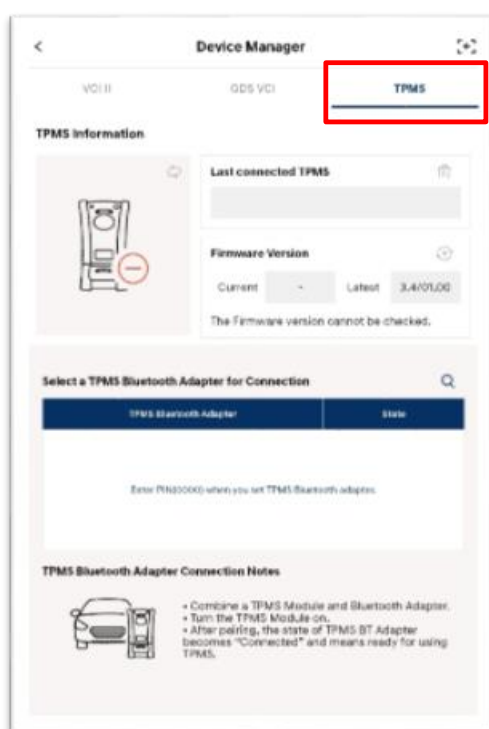 Device Manager
VCI II GDS VCI TPMS
TPMS Information
Last connected TPMS
Firmware Version
Current - Latest 3.4/01.00
The Firmware version cannot be checked.
Select a TPMS Bluetooth Adapter for Connection
TPMS Bluetooth Adapter State
Enter PIN(0000) when you set TPMS Bluetooth adapter.
TPMS Bluetooth Adapter Connection Notes
• Combine a TPMS Module and Bluetooth Adapter.
• Turn the TPMS Module on.
• After pairing, the state of TPMS BT Adapter
becomes "Connected" and means ready for using
TPMS.